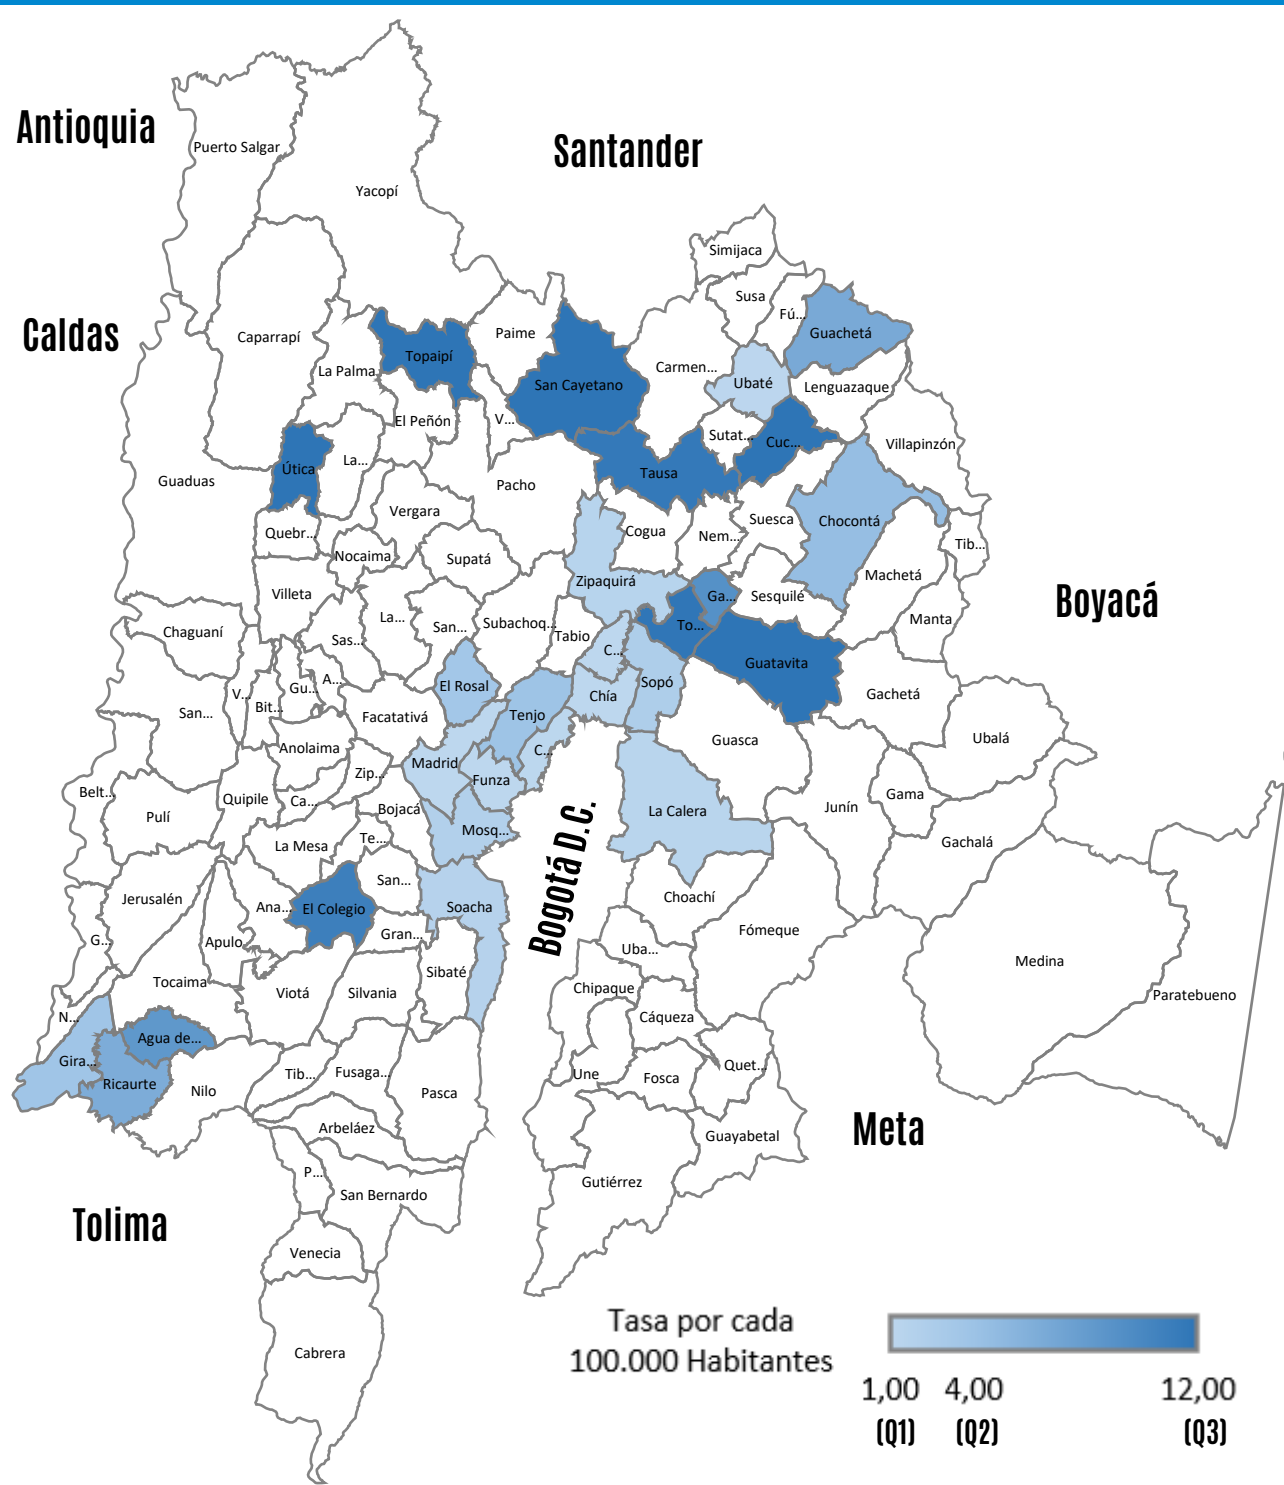 Antioquia
Santander
Caldas
Boyacá
Bogotá D.C.
Meta
Tolima
Puerto Salgar
Yacopí
Simijaca
Susa
Fú...
Guachetá
Caparrapí
La Palma
Topaipí
Paime
San Cayetano
Carmen...
Ubaté
Lenguazaque
El Peñón
V...
Sutat...
Cuc...
Villapinzón
Útica
La...
Guaduas
Pacho
Tausa
Vergara
Cogua
Nem...
Suesca
Chocontá
Quebr...
Nocaima
Supatá
Tib...
Zipaquirá
Machetá
Villeta
Ga...
Sesquilé
Chaguaní
Sas...
La...
San...
Subachoq...
Tabio
To...
Manta
C...
Guatavita
V...
Gu...
A...
El Rosal
Chía
Sopó
Gachetá
San...
Bit...
Facatativá
Tenjo
Anolaima
C...
Guasca
Ubalá
Zip...
Madrid
Funza
Belt...
Quipile
Ca...
Bojacá
Gama
Pulí
La Calera
Junín
La Mesa
Te...
Mosq...
Gachalá
San...
Jerusalén
Ana...
El Colegio
Soacha
Choachí
G...
Apulo
Gran...
Uba...
Fómeque
Medina
Tocaima
Viotá
Silvania
Sibaté
Chipaque
Paratebueno
N...
Cáqueza
Agua de...
Gira...
Ricaurte
Nilo
Tib...
Fusaga...
Pasca
Une
Fosca
Quet...
Arbeláez
Guayabetal
P...
San Bernardo
Gutiérrez
Venecia
Cabrera
Tasa por cada
100.000 Habitantes
1,00 4,00 12,00
(Q1) (Q2) (Q3)